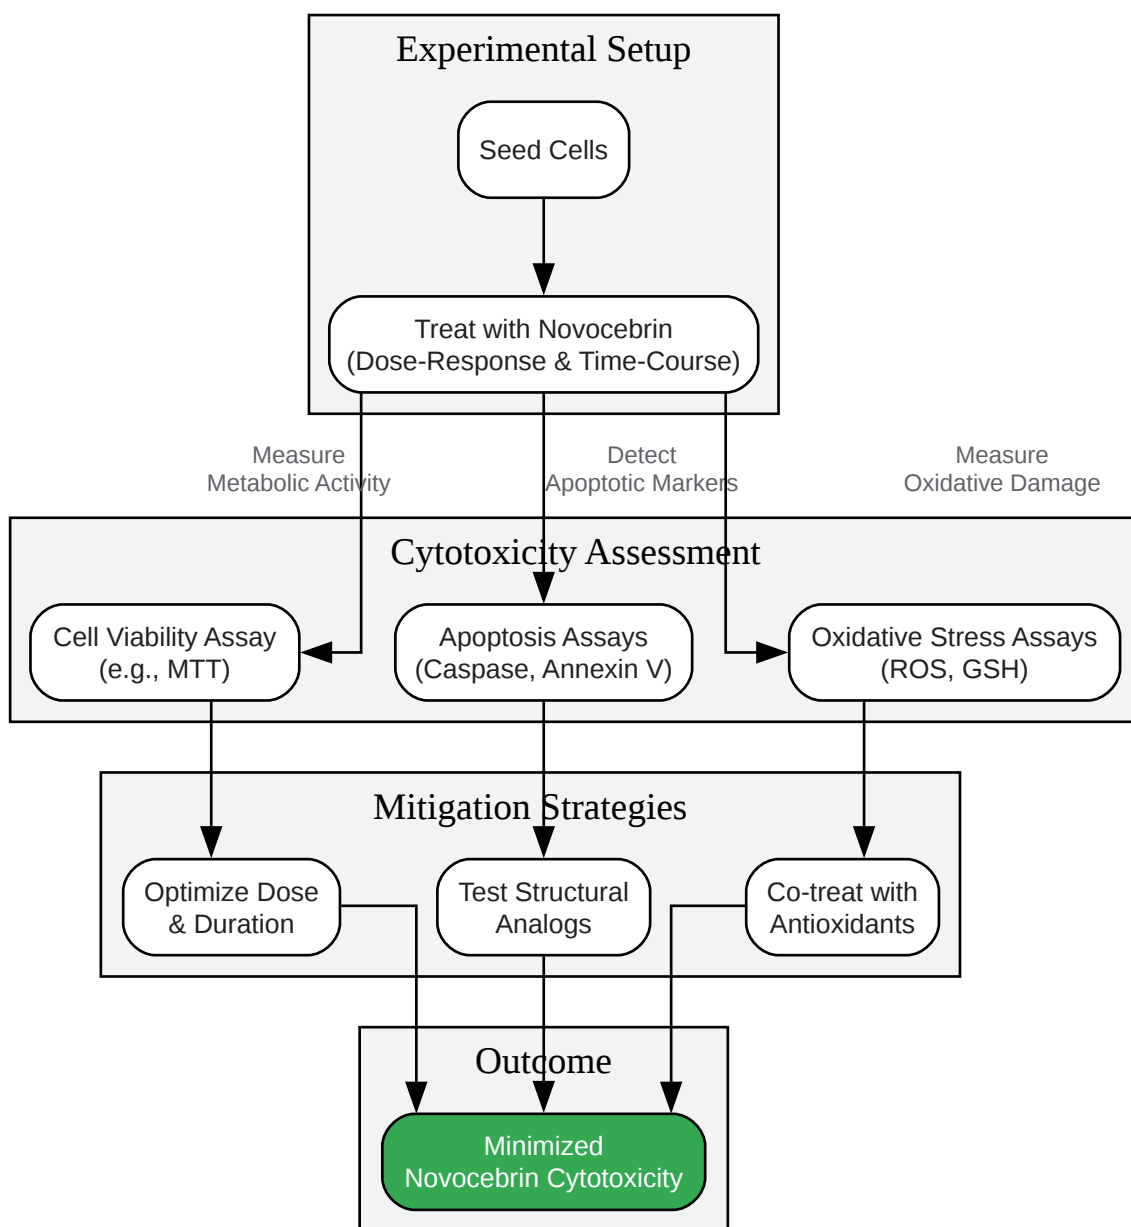 Experimental Setup
Seed Cells
Treat with Novocebrin
(Dose-Response & Time-Course)
Measure
Metabolic Activity
Detect
Apoptotic Markers
Measure
Oxidative Damage
Cytotoxicity Assessment
Cell Viability Assay
(e.g., MTT)
Apoptosis Assays
(Caspase, Annexin V)
Oxidative Stress Assays
(ROS, GSH)
Mitigation Strategies
Optimize Dose
& Duration
Test Structural
Analogs
Co-treat with
Antioxidants
Outcome
Minimized
Novocebrin Cytotoxicity